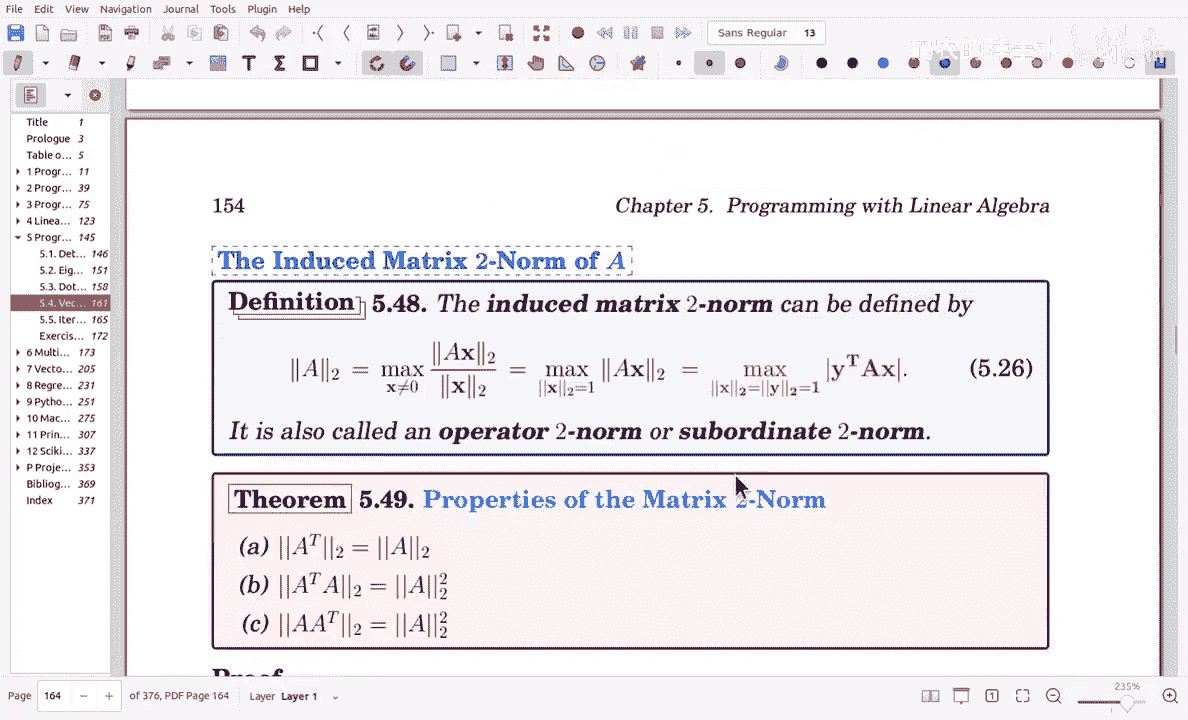 File Edit View Navigation Journal Tools Plugin Help
Sans Regular 13
Title 1
Prologue 3
Table o... 5
1 Progr... 11
2 Progr... 39
3 Progr... 75
4 Linea... 123
5 Progr... 145
5.1. Det... 146
5.2. Eig... 151
5.3. Dot... 158
5.4. Vec... 161
5.5. Iter... 165
Exercis... 172
6 Multi... 173
7 Vecto... 205
8 Regre... 231
9 Pytho... 251
10 Mac... 275
11 Prin... 307
12 Sciki... 337
P Proje... 353
Bibliog... 369
Index 371
154 Chapter 5. Programming with Linear Algebra
The Induced Matrix 2-Norm of A
Definition 5.48. The induced matrix 2-norm can be defined by
||A||₂ = max_{x≠0} ||Ax||₂ / ||x||₂ = max_{||x||₂=1} ||Ax||₂ = max_{||x||₂=||y||₂=1} |yᵀAx|. (5.26)
It is also called an operator 2-norm or subordinate 2-norm.
Theorem 5.49. Properties of the Matrix 2-Norm
(a) ||Aᵀ||₂ = ||A||₂
(b) ||AᵀA||₂ = ||A||₂²
(c) ||AAᵀ||₂ = ||A||₂²
Proof
Page 164 of 376, PDF Page 164 Layer Layer 1 235%